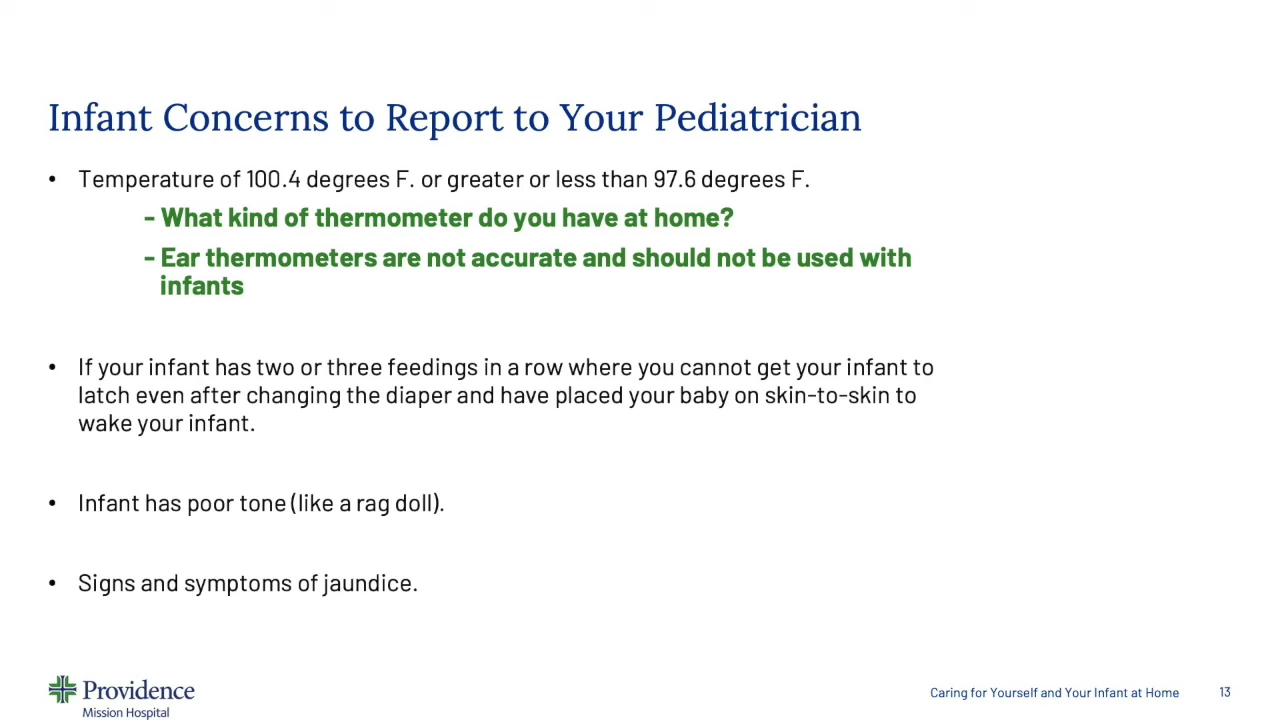 Infant Concerns to Report to Your Pediatrician
• Temperature of 100.4 degrees F. or greater or less than 97.6 degrees F.
- What kind of thermometer do you have at home?
- Ear thermometers are not accurate and should not be used with
infants
• If your infant has two or three feedings in a row where you cannot get your infant to
latch even after changing the diaper and have placed your baby on skin-to-skin to
wake your infant.
• Infant has poor tone (like a rag doll).
• Signs and symptoms of jaundice.
Providence
Mission Hospital
Caring for Yourself and Your Infant at Home 13